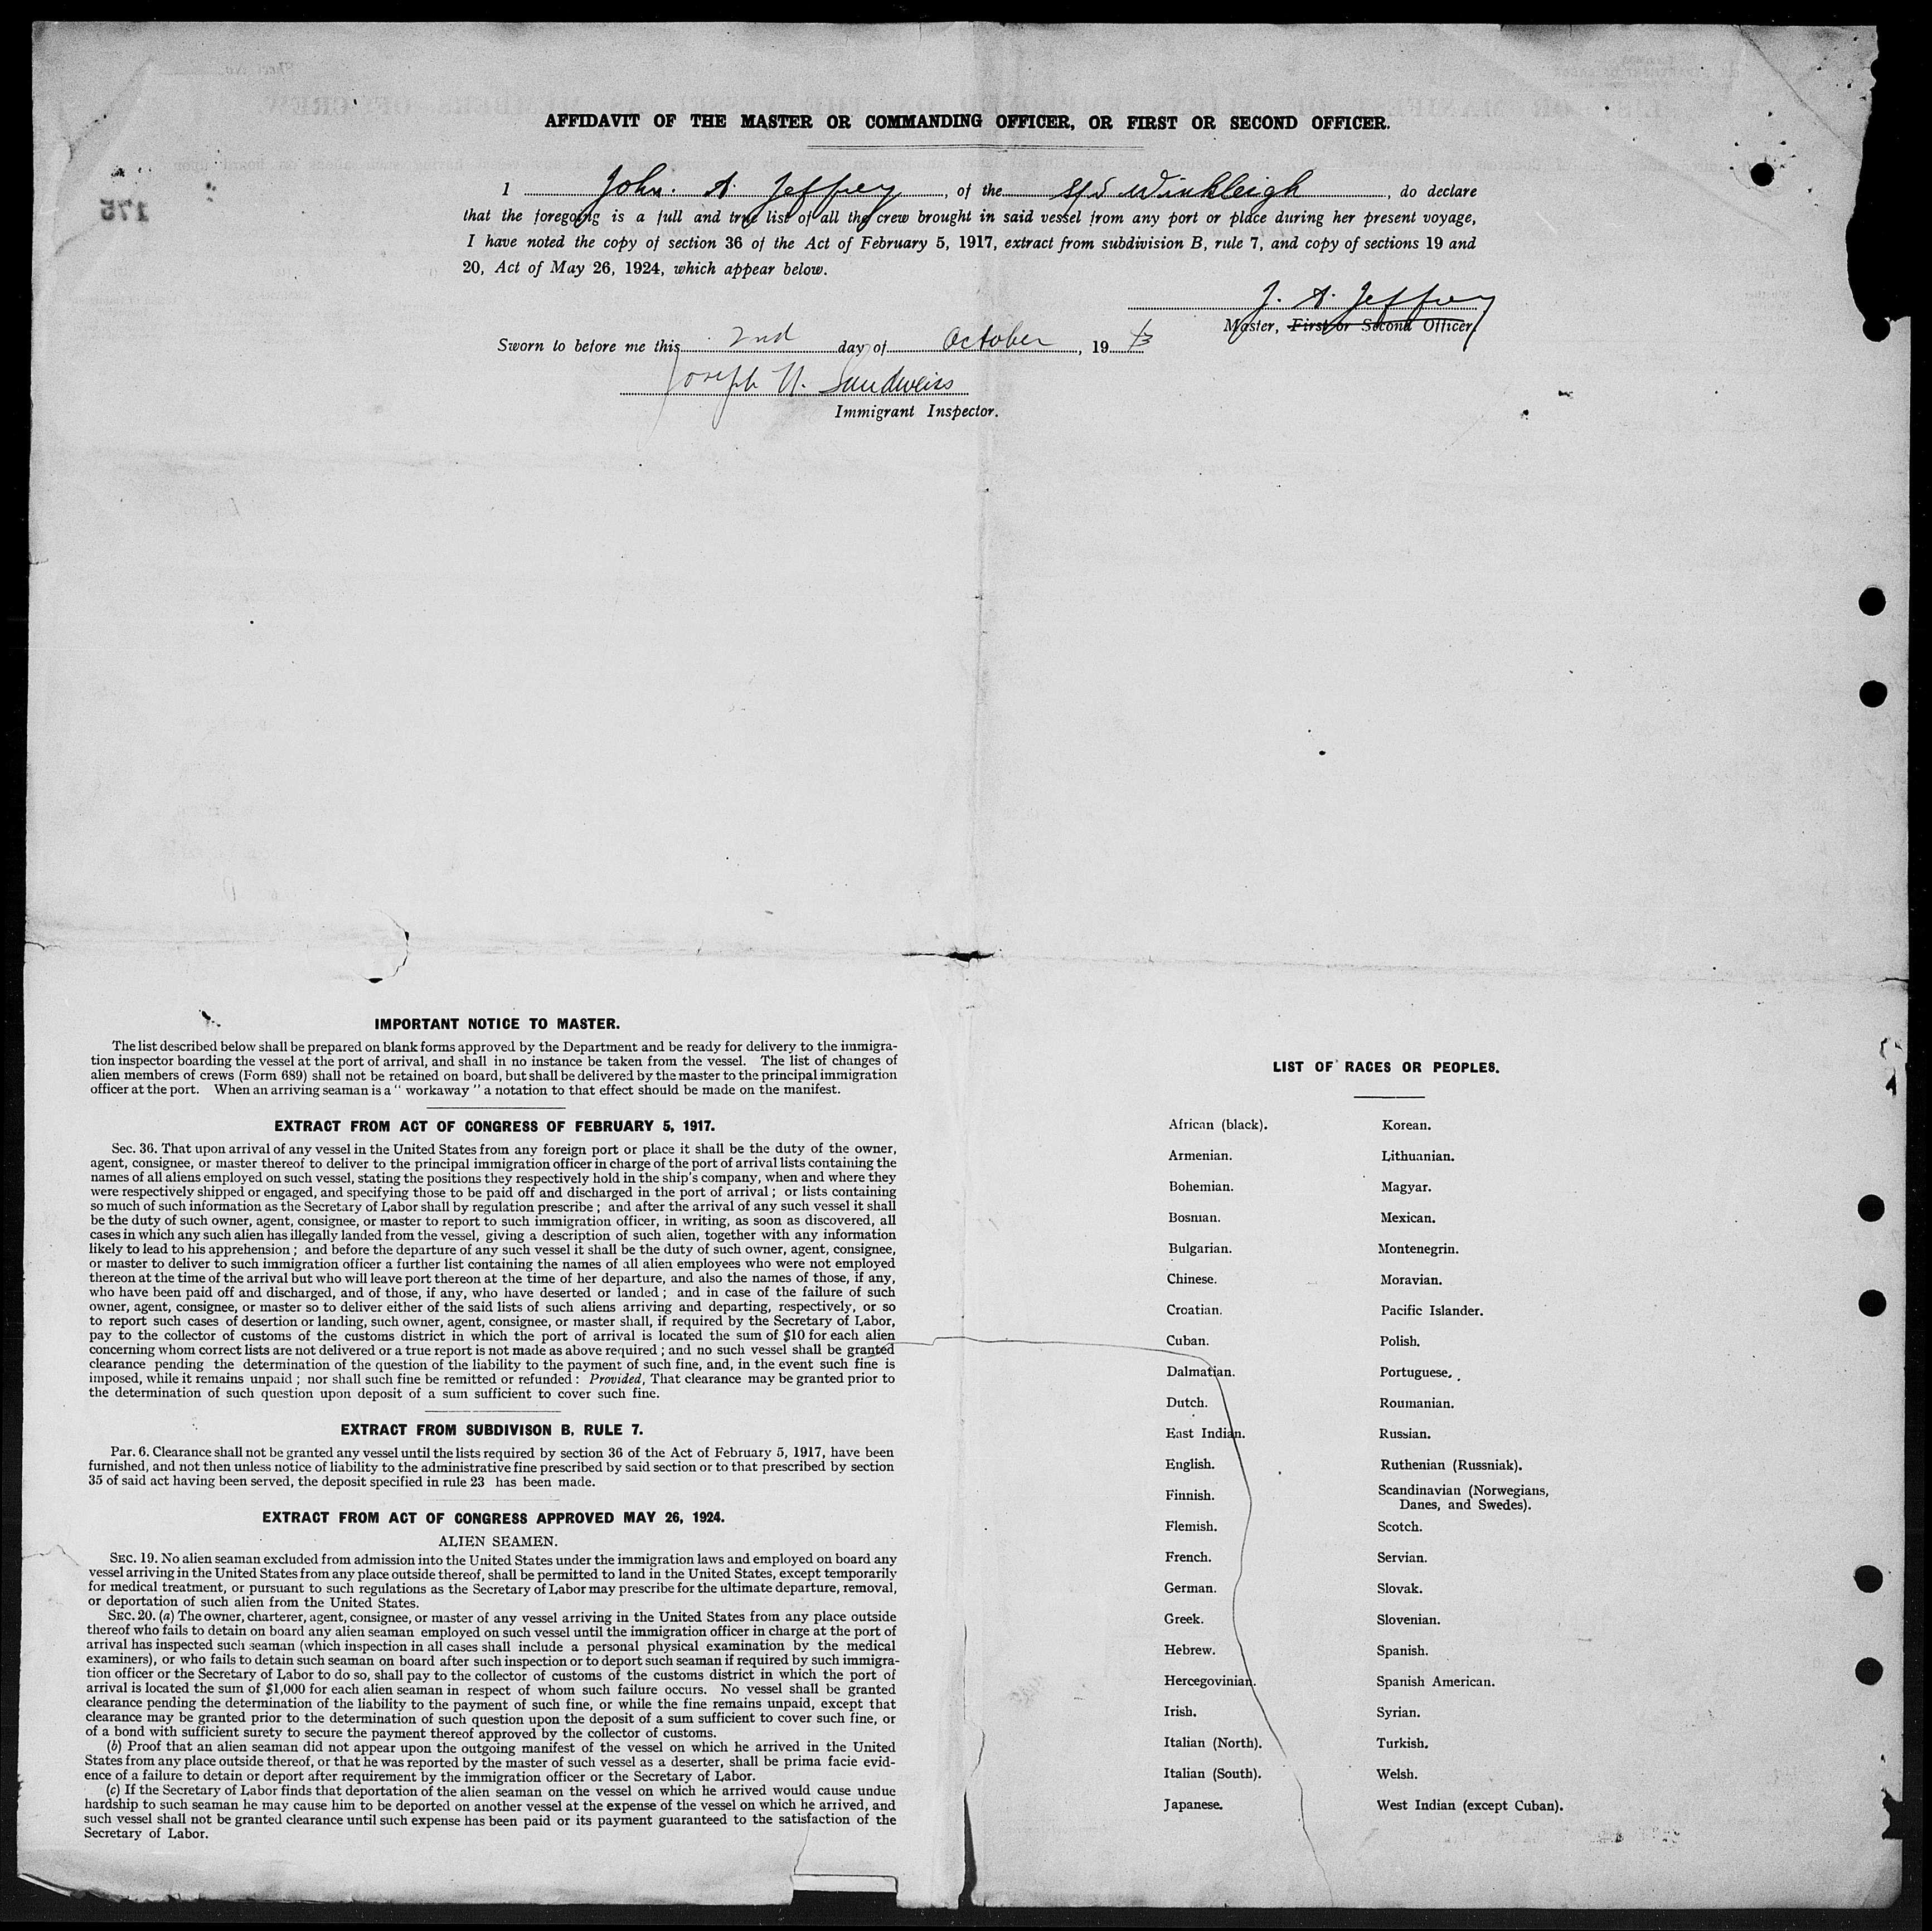 AFFIDAVIT OF THE MASTER OR COMMANDING OFFICER, OR FIRST OR SECOND OFFICER.
I John. A. Jeffrey, of the S/S Winkleigh, do declare
that the foregoing is a full and true list of all the crew brought in said vessel from any port or place during her present voyage,
I have noted the copy of section 36 of the Act of February 5, 1917, extract from subdivision B, rule 7, and copy of sections 19 and
20, Act of May 26, 1924, which appear below.
J. A. Jeffrey
Master, First or Second Officer.
Sworn to before me this 2nd day of October, 19
Joseph N. Sandweiss
Immigrant Inspector.
175
IMPORTANT NOTICE TO MASTER.
The list described below shall be prepared on blank forms approved by the Department and be ready for delivery to the immigra-
tion inspector boarding the vessel at the port of arrival, and shall in no instance be taken from the vessel. The list of changes of
alien members of crews (Form 689) shall not be retained on board, but shall be delivered by the master to the principal immigration
officer at the port. When an arriving seaman is a " workaway " a notation to that effect should be made on the manifest.
EXTRACT FROM ACT OF CONGRESS OF FEBRUARY 5, 1917.
Sec. 36. That upon arrival of any vessel in the United States from any foreign port or place it shall be the duty of the owner,
agent, consignee, or master thereof to deliver to the principal immigration officer in charge of the port of arrival lists containing the
names of all aliens employed on such vessel, stating the positions they respectively hold in the ship's company, when and where they
were respectively shipped or engaged, and specifying those to be paid off and discharged in the port of arrival ; or lists containing
so much of such information as the Secretary of Labor shall by regulation prescribe ; and after the arrival of any such vessel it shall
be the duty of such owner, agent, consignee, or master to report to such immigration officer, in writing, as soon as discovered, all
cases in which any such alien has illegally landed from the vessel, giving a description of such alien, together with any information
likely to lead to his apprehension ; and before the departure of any such vessel it shall be the duty of such owner, agent, consignee,
or master to deliver to such immigration officer a further list containing the names of all alien employees who were not employed
thereon at the time of the arrival but who will leave port thereon at the time of her departure, and also the names of those, if any,
who have been paid off and discharged, and of those, if any, who have deserted or landed ; and in case of the failure of such
owner, agent, consignee, or master so to deliver either of the said lists of such aliens arriving and departing, respectively, or so
to report such cases of desertion or landing, such owner, agent, consignee, or master shall, if required by the Secretary of Labor,
pay to the collector of customs of the customs district in which the port of arrival is located the sum of $10 for each alien
concerning whom correct lists are not delivered or a true report is not made as above required ; and no such vessel shall be granted
clearance pending the determination of the question of the liability to the payment of such fine, and, in the event such fine is
imposed, while it remains unpaid ; nor shall such fine be remitted or refunded : Provided, That clearance may be granted prior to
the determination of such question upon deposit of a sum sufficient to cover such fine.
EXTRACT FROM SUBDIVISON B, RULE 7.
Par. 6. Clearance shall not be granted any vessel until the lists required by section 36 of the Act of February 5, 1917, have been
furnished, and not then unless notice of liability to the administrative fine prescribed by said section or to that prescribed by section
35 of said act having been served, the deposit specified in rule 23 has been made.
EXTRACT FROM ACT OF CONGRESS APPROVED MAY 26, 1924.
ALIEN SEAMEN.
SEC. 19. No alien seaman excluded from admission into the United States under the immigration laws and employed on board any
vessel arriving in the United States from any place outside thereof, shall be permitted to land in the United States, except temporarily
for medical treatment, or pursuant to such regulations as the Secretary of Labor may prescribe for the ultimate departure, removal,
or deportation of such alien from the United States.
SEC. 20. (a) The owner, charterer, agent, consignee, or master of any vessel arriving in the United States from any place outside
thereof who fails to detain on board any alien seaman employed on such vessel until the immigration officer in charge at the port of
arrival has inspected such seaman (which inspection in all cases shall include a personal physical examination by the medical
examiners), or who fails to detain such seaman on board after such inspection or to deport such seaman if required by such immigra-
tion officer or the Secretary of Labor to do so, shall pay to the collector of customs of the customs district in which the port of
arrival is located the sum of $1,000 for each alien seaman in respect of whom such failure occurs. No vessel shall be granted
clearance pending the determination of the liability to the payment of such fine, or while the fine remains unpaid, except that
clearance may be granted prior to the determination of such question upon the deposit of a sum sufficient to cover such fine, or
of a bond with sufficient surety to secure the payment thereof approved by the collector of customs.
(b) Proof that an alien seaman did not appear upon the outgoing manifest of the vessel on which he arrived in the United
States from any place outside thereof, or that he was reported by the master of such vessel as a deserter, shall be prima facie evid-
ence of a failure to detain or deport after requirement by the immigration officer or the Secretary of Labor.
(c) If the Secretary of Labor finds that deportation of the alien seaman on the vessel on which he arrived would cause undue
hardship to such seaman he may cause him to be deported on another vessel at the expense of the vessel on which he arrived, and
such vessel shall not be granted clearance until such expense has been paid or its payment guaranteed to the satisfaction of the
Secretary of Labor.
LIST OF RACES OR PEOPLES.
African (black).
Armenian.
Bohemian.
Bosnian.
Bulgarian.
Chinese.
Croatian.
Cuban.
Dalmatian.
Dutch.
East Indian.
English.
Finnish.
Flemish.
French.
German.
Greek.
Hebrew.
Hercegovinian.
Irish.
Italian (North).
Italian (South).
Japanese.
Korean.
Lithuanian.
Magyar.
Mexican.
Montenegrin.
Moravian.
Pacific Islander.
Polish.
Portuguese.
Roumanian.
Russian.
Ruthenian (Russniak).
Scandinavian (Norwegians,
Danes, and Swedes).
Scotch.
Servian.
Slovak.
Slovenian.
Spanish.
Spanish American.
Syrian.
Turkish.
Welsh.
West Indian (except Cuban).